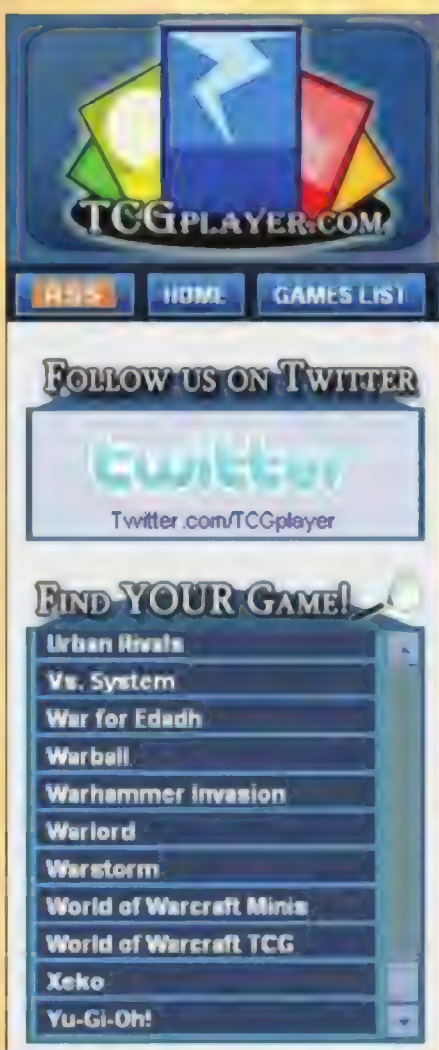 TCGPLAYER.COM
RSS HOME GAMES LIST
FOLLOW US ON TWITTER
twitter
Twitter.com/TCGplayer
FIND YOUR GAME!
Urban Rivals
Vs. System
War for Edadh
Warball
Warhammer Invasion
Warlord
Warstorm
World of Warcraft Minis
World of Warcraft TCG
Xeko
Yu-Gi-Oh!